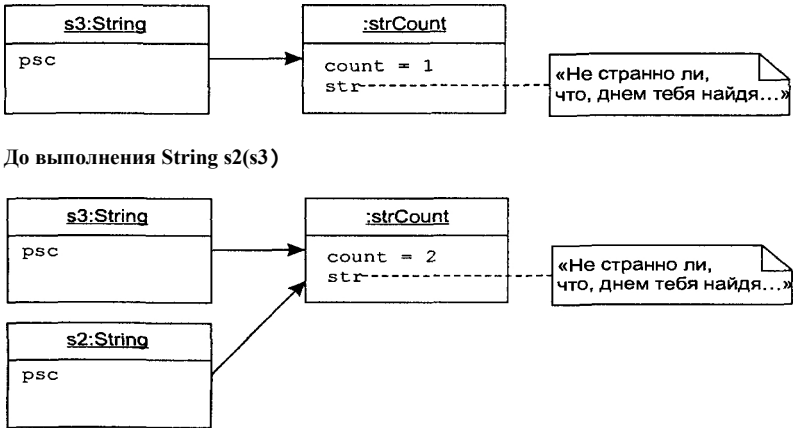 s3:String
psc
:strCount
count = 1
str
«Не странно ли,
что, днем тебя найдя...»
До выполнения String s2(s3)
s3:String
psc
:strCount
count = 2
str
«Не странно ли,
что, днем тебя найдя...»
s2:String
psc